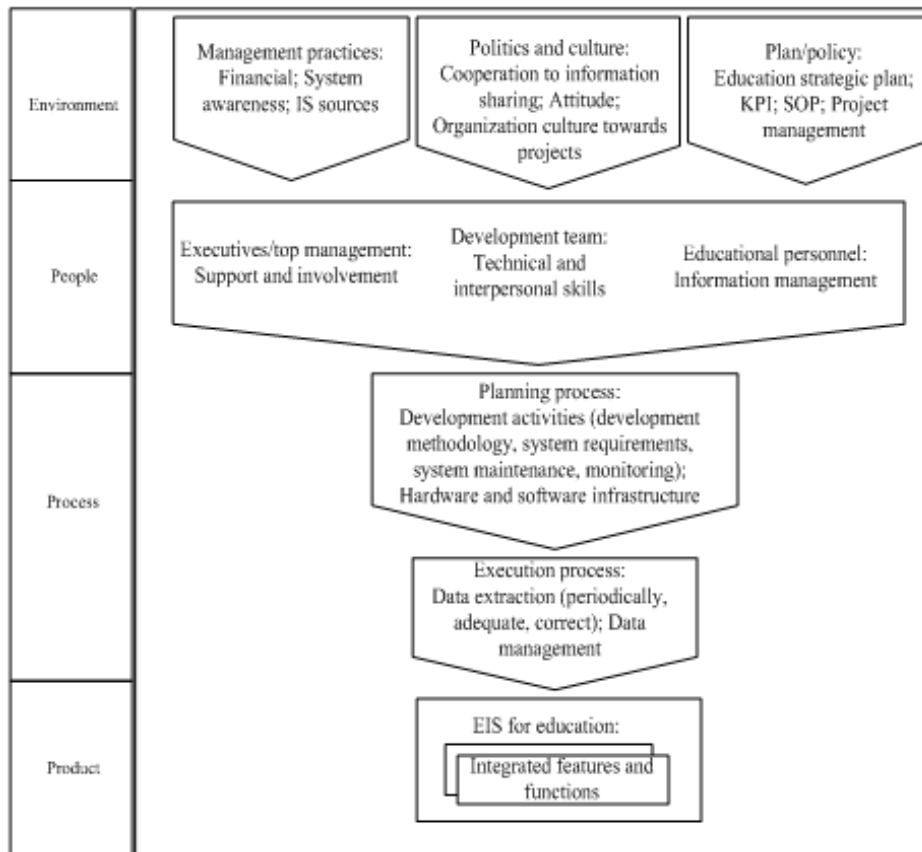 Environment
Management practices:
Financial; System
awareness; IS sources
Politics and culture:
Cooperation to information
sharing; Attitude;
Organization culture towards
projects
Plan/policy:
Education strategic plan;
KPI; SOP; Project
management
People
Executives/top management:
Support and involvement
Development team:
Technical and
interpersonal skills
Educational personnel:
Information management
Process
Planning process:
Development activities (development
methodology, system requirements,
system maintenance, monitoring);
Hardware and software infrastructure
Execution process:
Data extraction (periodically,
adequate, correct); Data
management
Product
EIS for education:
Integrated features and
functions